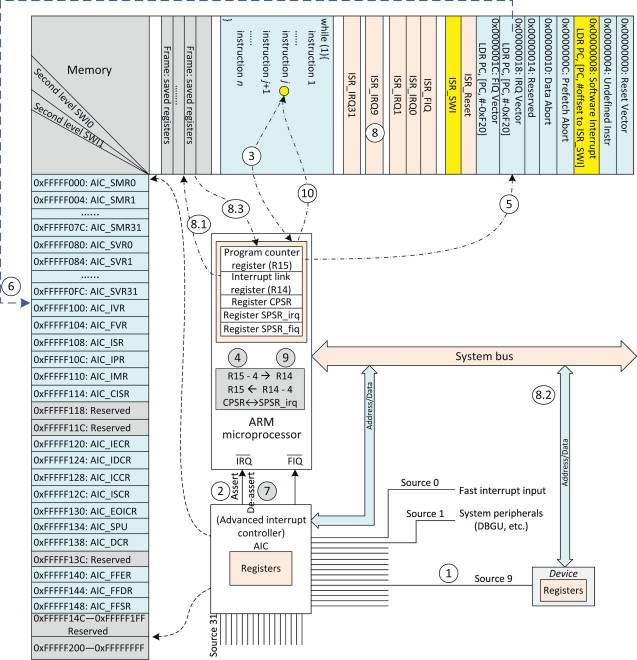 Memory
Second level SWI0
Second level SWI1
Frame: saved registers
.........
Frame: saved registers
while (1){
instruction 1
......
instruction i
instruction i+1
......
instruction n
}
ISR_IRQ31
ISR_IRQ9
ISR_IRQ1
ISR_IRQ0
ISR_FIQ
ISR_SWI
ISR_Reset
0x00000000: Reset Vector
0x00000004: Undefined Instr
0x00000008: Software Interrupt
LDR PC, [PC, #offset to ISR_SWI]
0x0000000C: Prefetch Abort
0x00000010: Data Abort
0x00000014: Reserved
0x00000018: IRQ Vector
LDR PC, [PC, #-0xF20]
0x0000001C: FIQ Vector
LDR PC, [PC, #-0xF20]
8
3
10
8.1
8.3
5
6
0xFFFFF000: AIC_SMR0
0xFFFFF004: AIC_SMR1
......
0xFFFFF07C: AIC_SMR31
0xFFFFF080: AIC_SVR0
0xFFFFF084: AIC_SVR1
......
0xFFFFF0FC: AIC_SVR31
0xFFFFF100: AIC_IVR
0xFFFFF104: AIC_FVR
0xFFFFF108: AIC_ISR
0xFFFFF10C: AIC_IPR
0xFFFFF110: AIC_IMR
0xFFFFF114: AIC_CISR
0xFFFFF118: Reserved
0xFFFFF11C: Reserved
0xFFFFF120: AIC_IECR
0xFFFFF124: AIC_IDCR
0xFFFFF128: AIC_ICCR
0xFFFFF12C: AIC_ISCR
0xFFFFF130: AIC_EOICR
0xFFFFF134: AIC_SPU
0xFFFFF138: AIC_DCR
0xFFFFF13C: Reserved
0xFFFFF140: AIC_FFER
0xFFFFF144: AIC_FFDR
0xFFFFF148: AIC_FFSR
0xFFFFF14C—0xFFFFF1FF
Reserved
0xFFFFF200—0xFFFFFFFF
Program counter
register (R15)
Interrupt link
register (R14)
Register CPSR
Register SPSR_irq
Register SPSR_fiq
4
9
R15 - 4 → R14
R15 ← R14 - 4
CPSR↔SPSR_irq
ARM
microprocessor
IRQ
FIQ
System bus
Address/Data
8.2
Address/Data
2
Assert
De-assert
7
(Advanced interrupt
controller)
AIC
Registers
Source 31
Source 0
Fast interrupt input
Source 1
System peripherals
(DBGU, etc.)
1
Source 9
Device
Registers